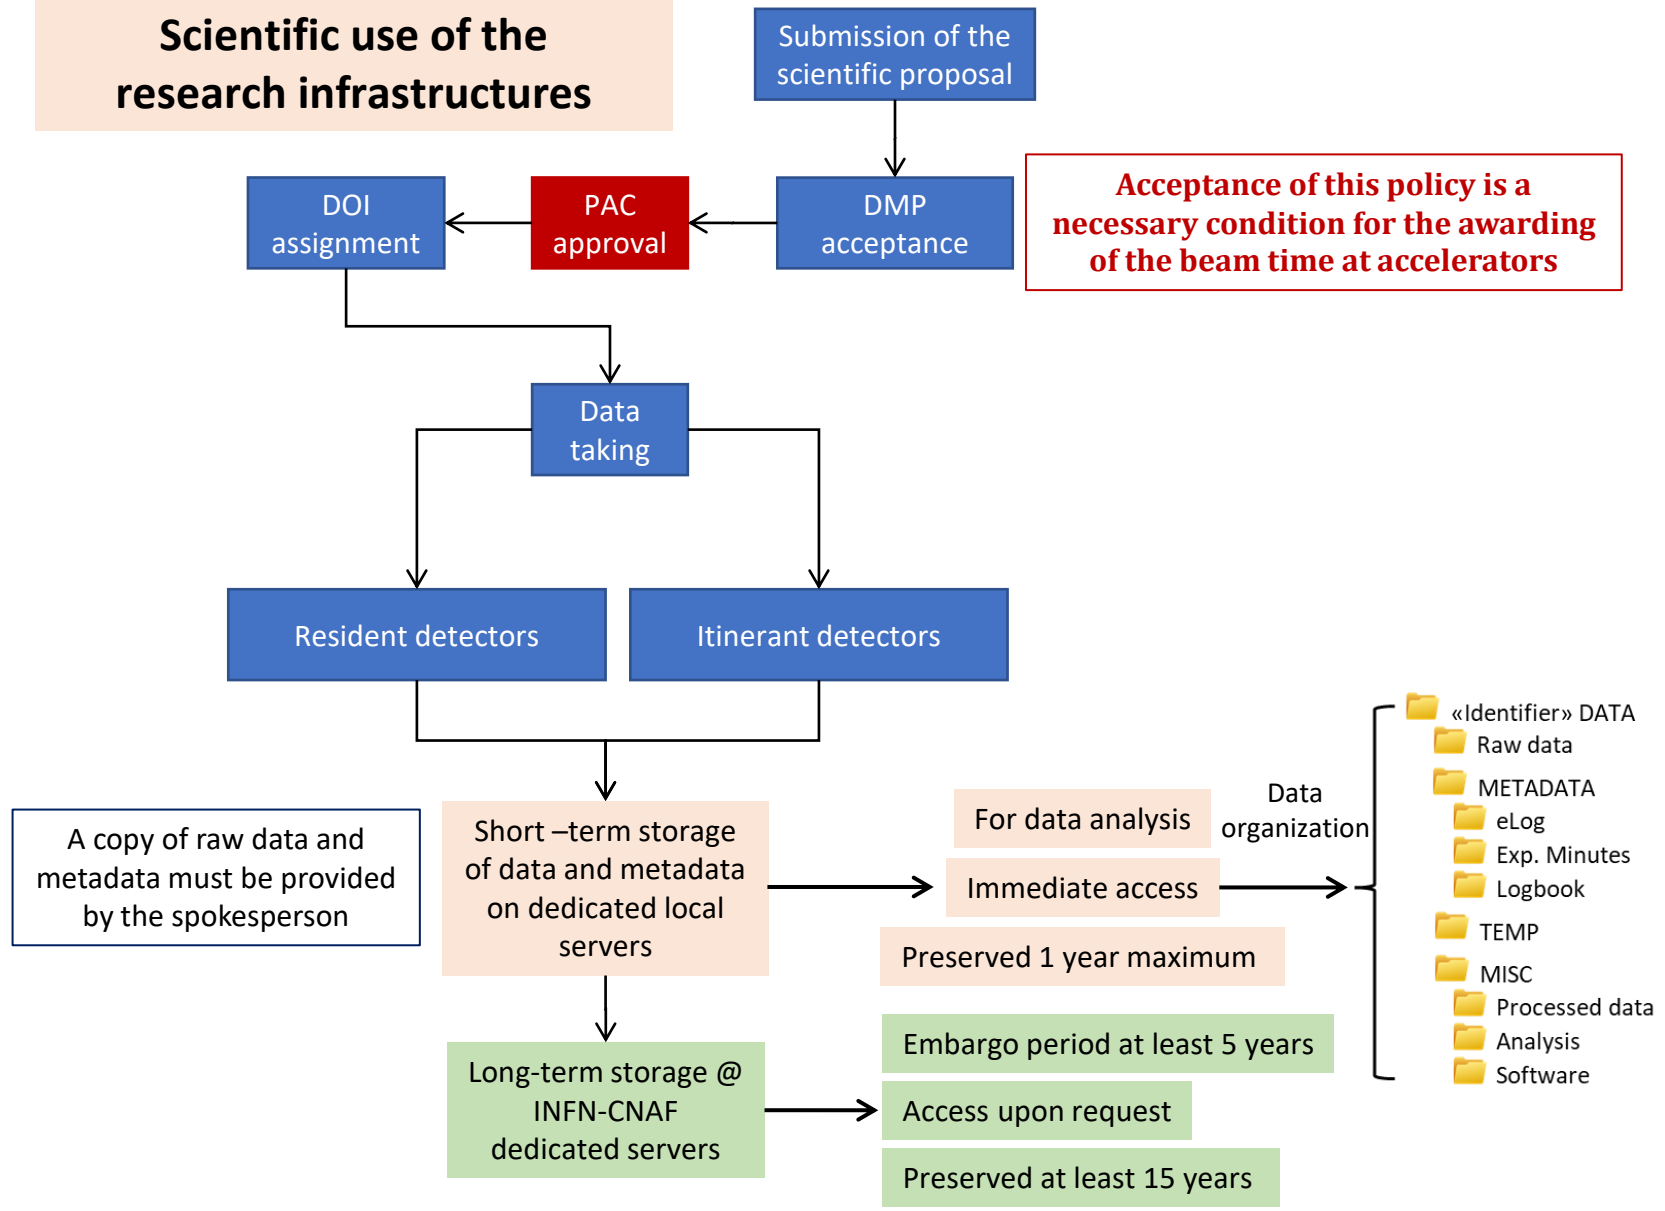 Scientific use of the
research infrastructures
Submission of the
scientific proposal
DOI
assignment
PAC
approval
DMP
acceptance
Acceptance of this policy is a
necessary condition for the awarding
of the beam time at accelerators
Data
taking
Resident detectors
Itinerant detectors
A copy of raw data and
metadata must be provided
by the spokesperson
Short –term storage
of data and metadata
on dedicated local
servers
For data analysis
Immediate access
Preserved 1 year maximum
Data
organization
«Identifier» DATA
Raw data
METADATA
eLog
Exp. Minutes
Logbook
TEMP
MISC
Processed data
Analysis
Software
Long-term storage @
INFN-CNAF
dedicated servers
Embargo period at least 5 years
Access upon request
Preserved at least 15 years